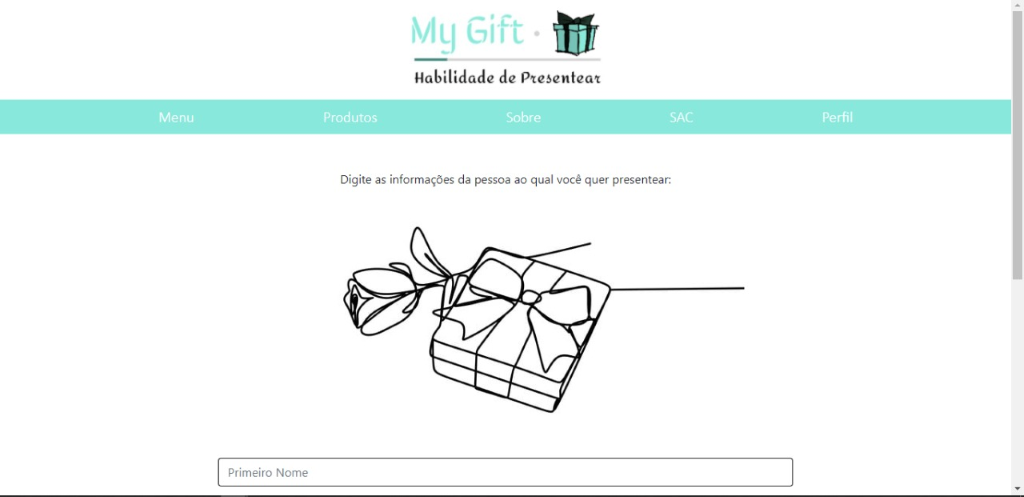 My Gift
Habilidade de Presentear
Menu Produtos Sobre SAC Perfil
Digite as informações da pessoa ao qual você quer presentear:
Primeiro Nome